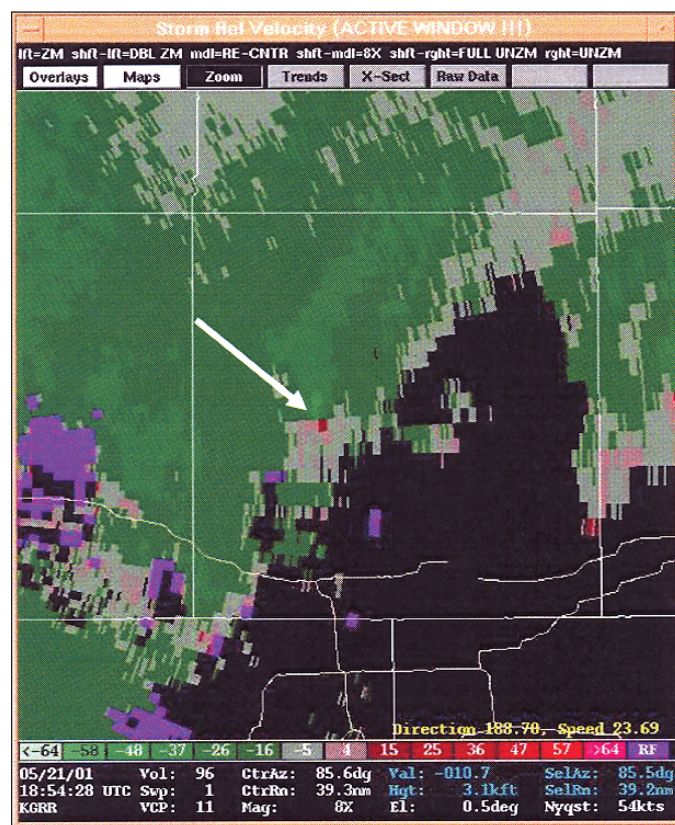 Storm Rel Velocity (ACTIVE WINDOW !!!)
lft=ZM shft-lft=DBL ZM mdl=RE-CNTR shft-mdl=8X shft-rght=FULL UNZM rght=UNZM
Overlays Maps Zoom Trends X-Sect Raw Data
Direction 188.70, Speed 23.69
<-64 -58 -48 -37 -26 -16 -5 4 15 25 36 47 57 >64 RF
05/21/01 Vol: 96 CtrAz: 85.6dg Val: -010.7 SelAz: 85.5dg
18:54:28 UTC Swp: 1 CtrRn: 39.3nm Hgt: 3.1kft SelRn: 39.2nm
KGRR VCP: 11 Mag: 8X El: 0.5deg Nyqst: 54kts